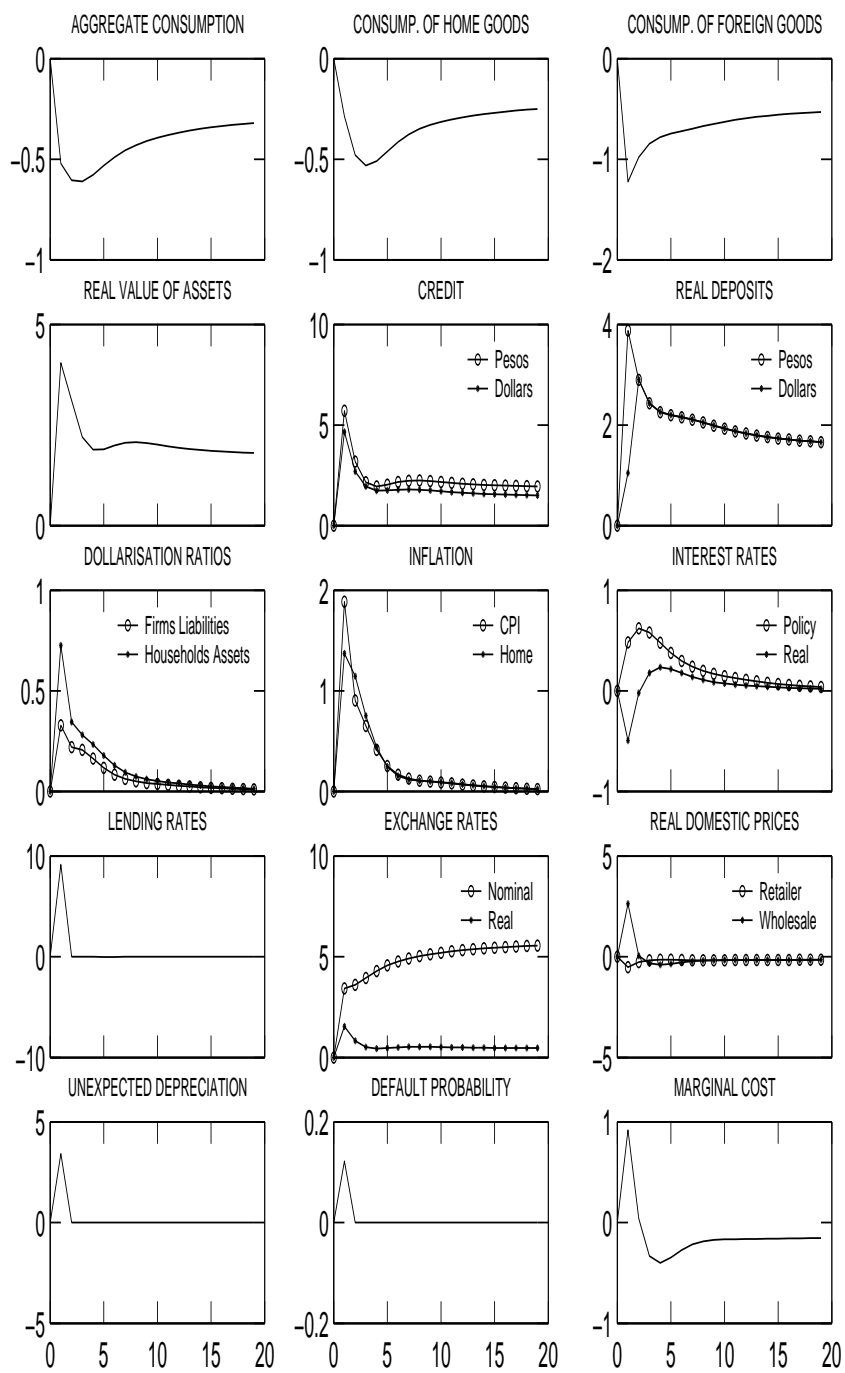 AGGREGATE CONSUMPTION
CONSUMP. OF HOME GOODS
CONSUMP. OF FOREIGN GOODS
0
−0.5
−1
0
−0.5
−1
0
−1
−2
REAL VALUE OF ASSETS
CREDIT
REAL DEPOSITS
5
0
10
5
0
Pesos
Dollars
4
2
0
Pesos
Dollars
DOLLARISATION RATIOS
INFLATION
INTEREST RATES
1
0.5
0
Firms Liabilities
Households Assets
2
1
0
CPI
Home
1
0
−1
Policy
Real
LENDING RATES
EXCHANGE RATES
REAL DOMESTIC PRICES
10
0
−10
10
5
0
Nominal
Real
5
0
−5
Retailer
Wholesale
UNEXPECTED DEPRECIATION
DEFAULT PROBABILITY
MARGINAL COST
5
0
−5
0.2
0
−0.2
1
0
−1
0 5 10 15 20
0 5 10 15 20
0 5 10 15 20